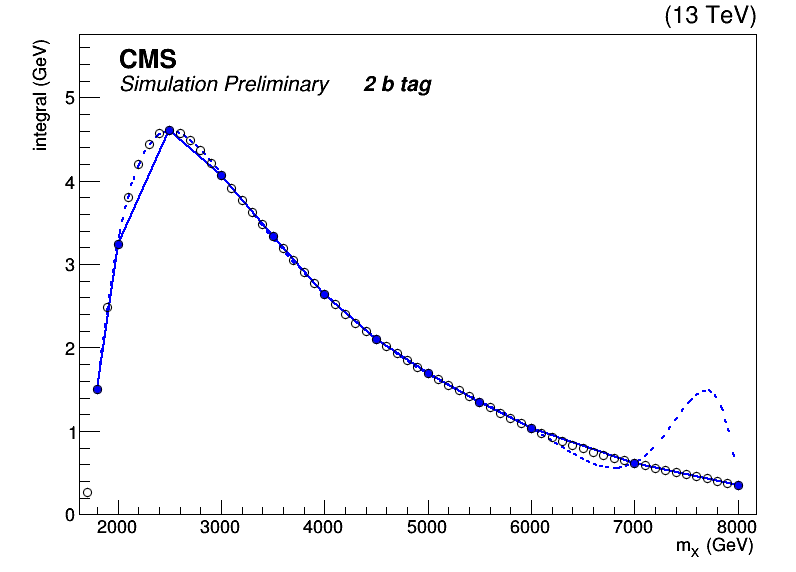 (13 TeV)
CMS
Simulation Preliminary 2 b tag
integral (GeV)
5
4
3
2
1
0
2000 3000 4000 5000 6000 7000 8000
m_X (GeV)